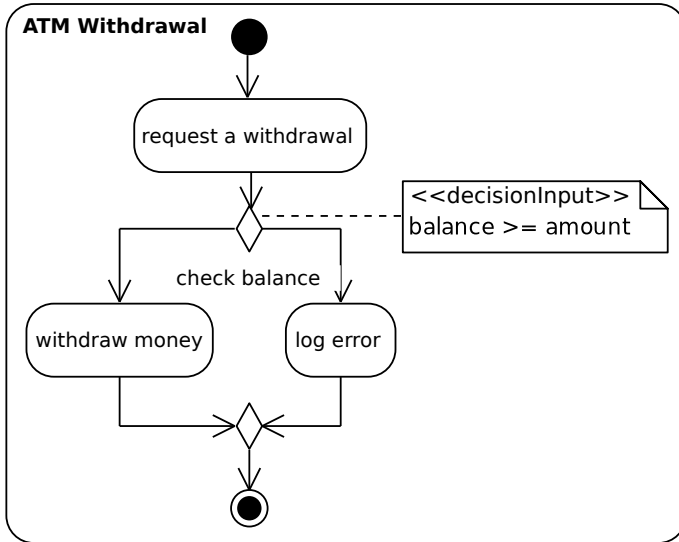 ATM Withdrawal
request a withdrawal
<<decisionInput>>
balance >= amount
check balance
withdraw money
log error